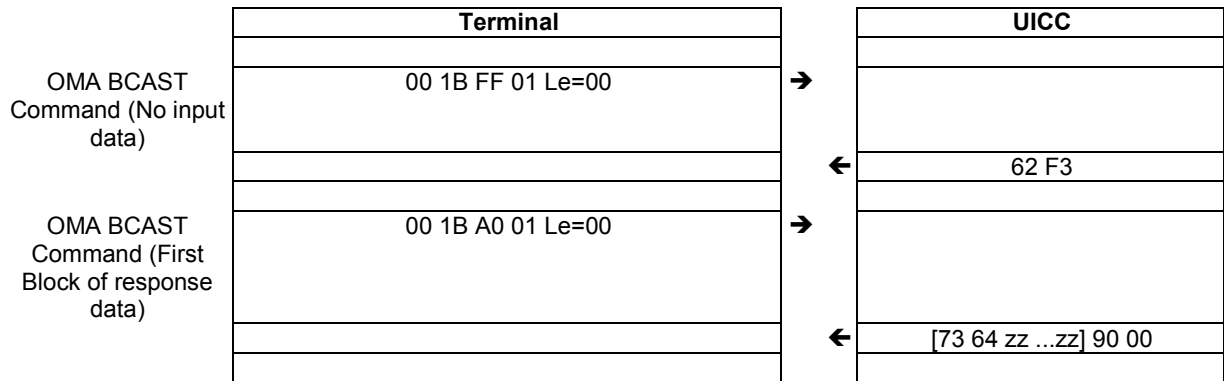 Terminal UICC
OMA BCAST
Command (No input
data)
00 1B FF 01 Le=00 ➔
🡸 62 F3
OMA BCAST
Command (First
Block of response
data)
00 1B A0 01 Le=00 ➔
🡸 [73 64 zz ...zz] 90 00